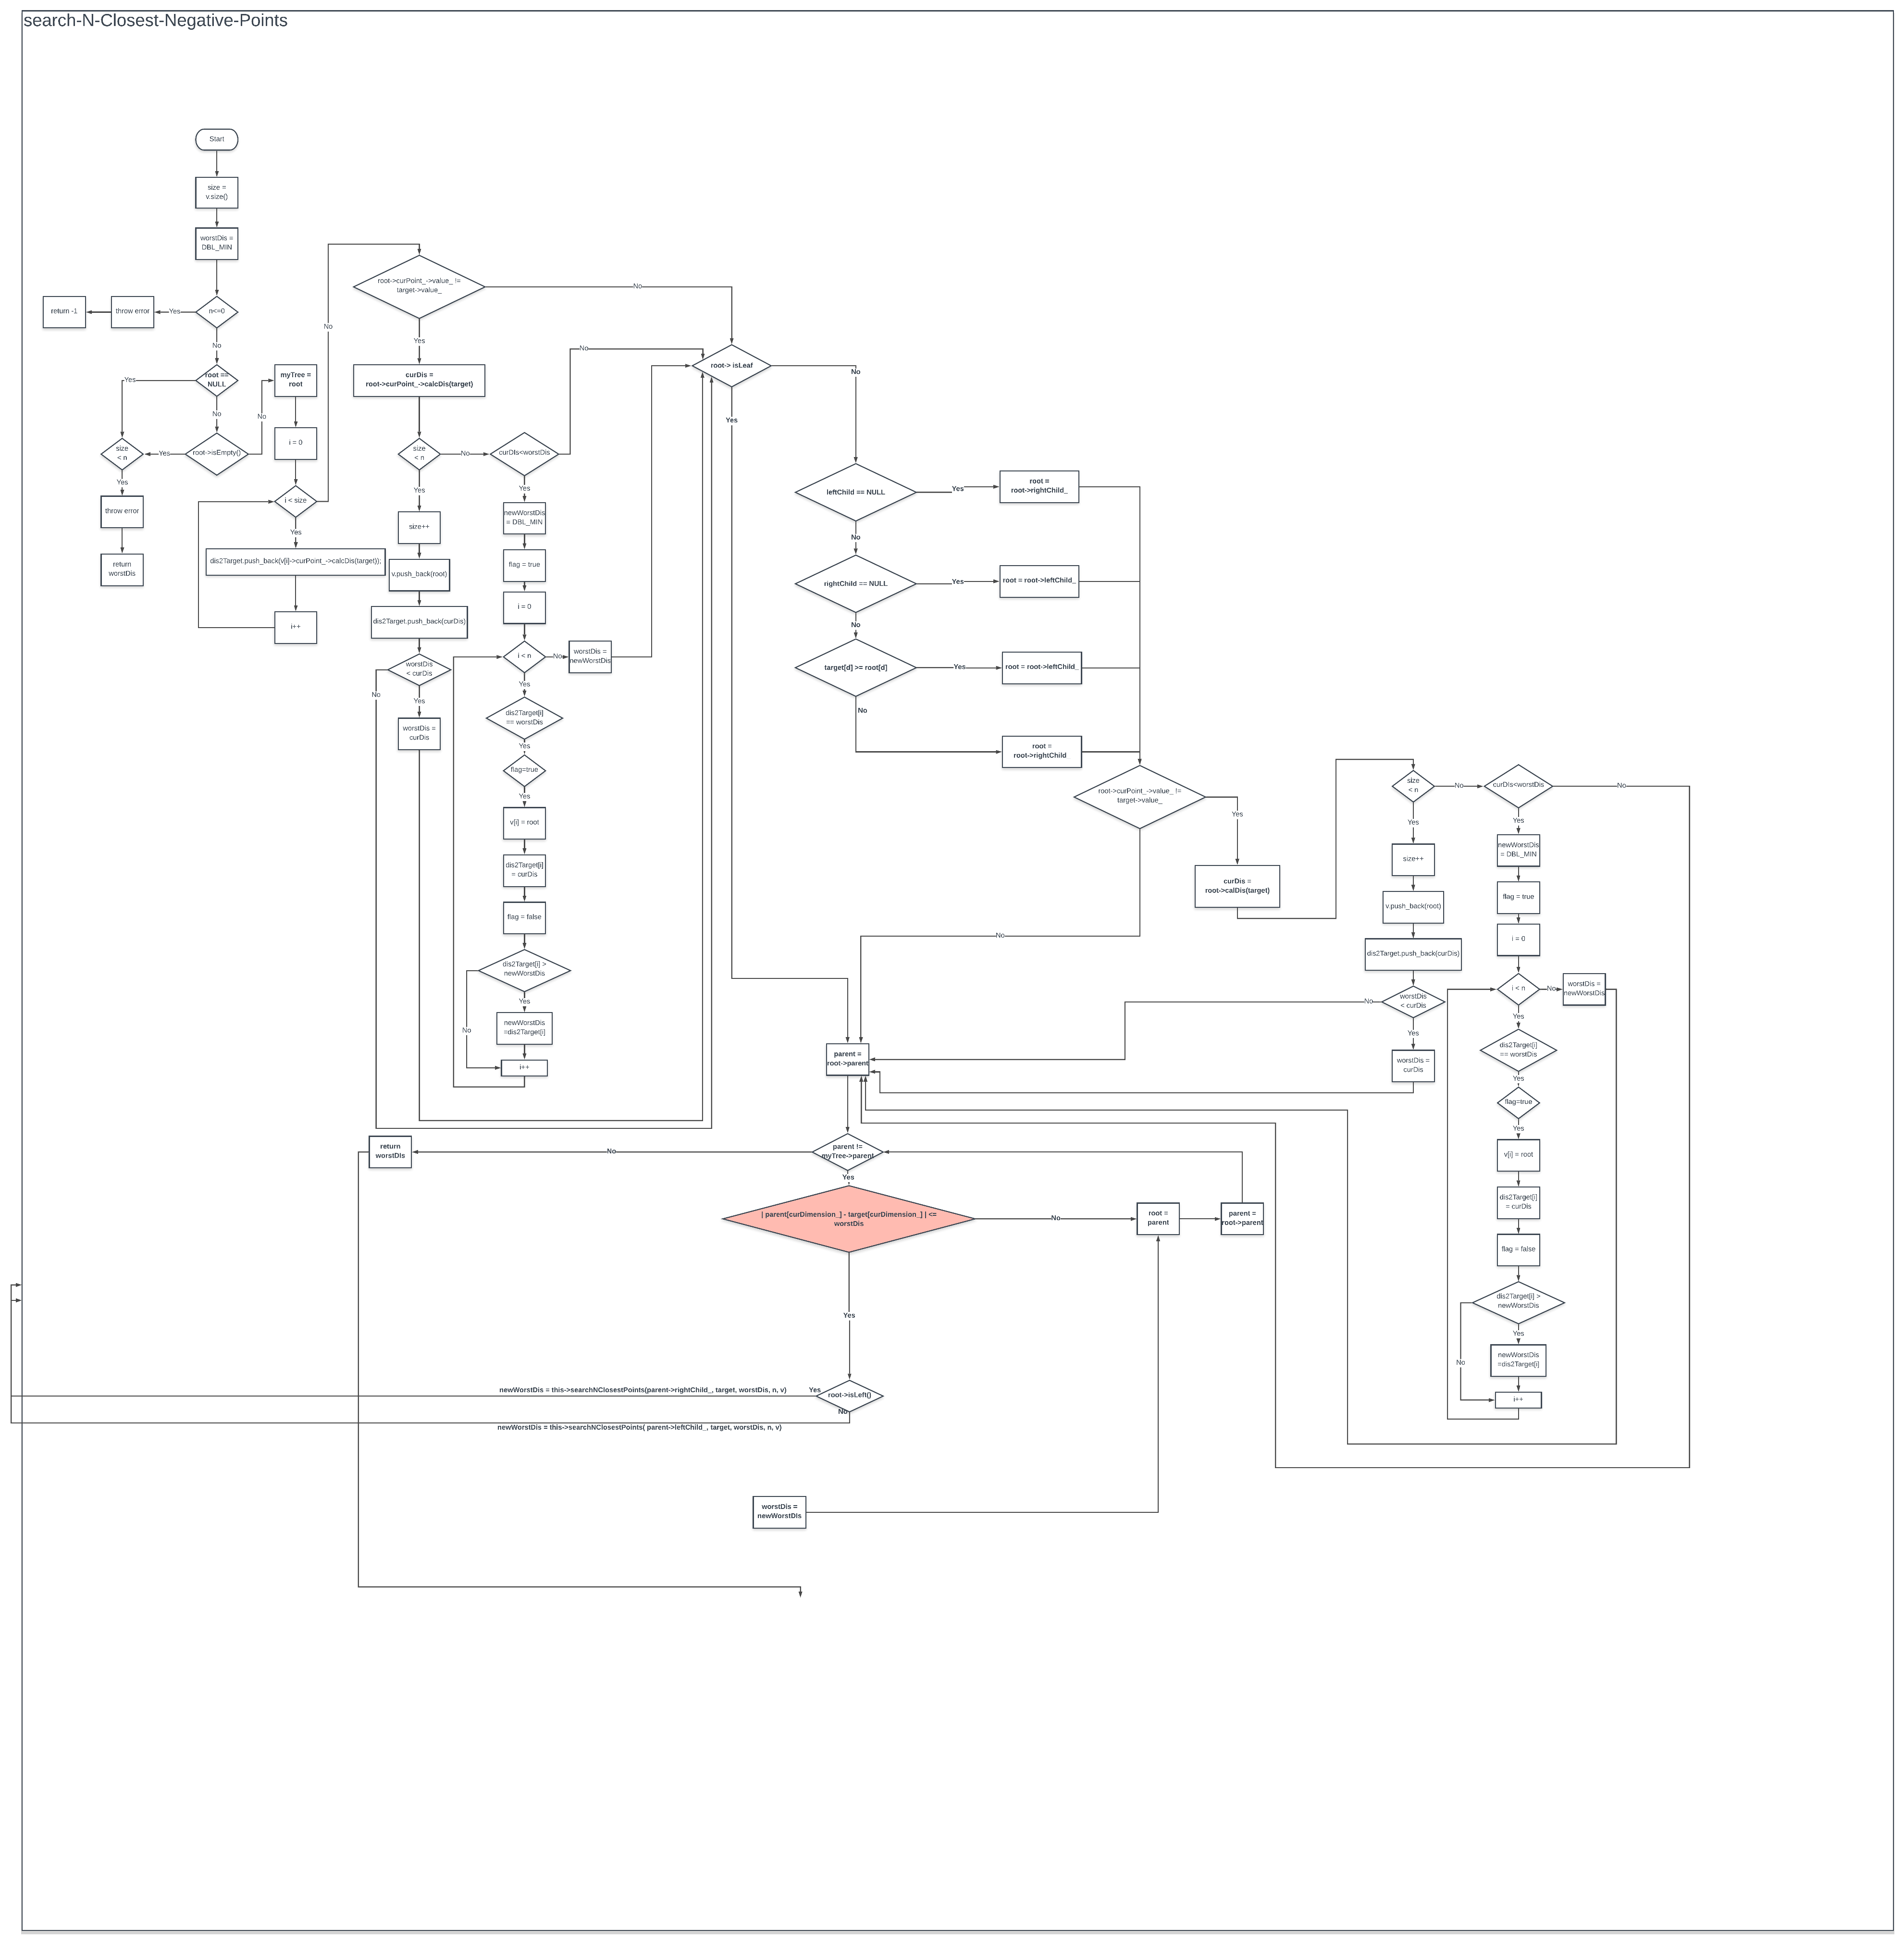 search-N-Closest-Negative-Points
Start
size =
v.size()
worstDis =
DBL_MIN
n<=0
Yes
throw error
return -1
No
root ==
NULL
Yes
No
root->isEmpty()
Yes
size
< n
Yes
throw error
return
worstDis
No
myTree =
root
i = 0
i < size
Yes
dis2Target.push_back(v[i]->curPoint_->calcDis(target));
i++
No
root->curPoint_->value_ !=
target->value_
No
Yes
curDis =
root->curPoint_->calcDis(target)
size
< n
No
Yes
size++
v.push_back(root)
dis2Target.push_back(curDis)
worstDis
< curDis
No
Yes
worstDis =
curDis
curDIs<worstDis
No
Yes
newWorstDis
= DBL_MIN
flag = true
i = 0
i < n
No
worstDis =
newWorstDis
Yes
dis2Target[i]
== worstDis
Yes
flag=true
Yes
v[i] = root
dis2Target[i]
= curDis
flag = false
dis2Target[i] >
newWorstDis
Yes
No
newWorstDis
=dis2Target[i]
i++
root-> isLeaf
No
Yes
leftChild == NULL
Yes
root =
root->rightChild_
No
rightChild == NULL
Yes
root = root->leftChild_
No
target[d] >= root[d]
Yes
root = root->leftChild_
No
root =
root->rightChild
root->curPoint_->value_ !=
target->value_
Yes
No
curDis =
root->calDis(target)
size
< n
No
Yes
size++
v.push_back(root)
dis2Target.push_back(curDis)
worstDis
< curDis
No
Yes
worstDis =
curDis
curDIs<worstDis
No
Yes
newWorstDis
= DBL_MIN
flag = true
i = 0
i < n
No
worstDis =
newWorstDis
Yes
dis2Target[i]
== worstDis
Yes
flag=true
Yes
v[i] = root
dis2Target[i]
= curDis
flag = false
dis2Target[i] >
newWorstDis
Yes
No
newWorstDis
=dis2Target[i]
i++
parent =
root->parent
parent !=
myTree->parent
No
return
worstDIs
Yes
| parent[curDimension_] - target[curDimension_] | <=
worstDis
No
root =
parent
parent =
root->parent
Yes
root->isLeft()
Yes
newWorstDis = this->searchNClosestPoints(parent->rightChild_, target, worstDis, n, v)
No
newWorstDis = this->searchNClosestPoints( parent->leftChild_, target, worstDis, n, v)
worstDis =
newWorstDIs